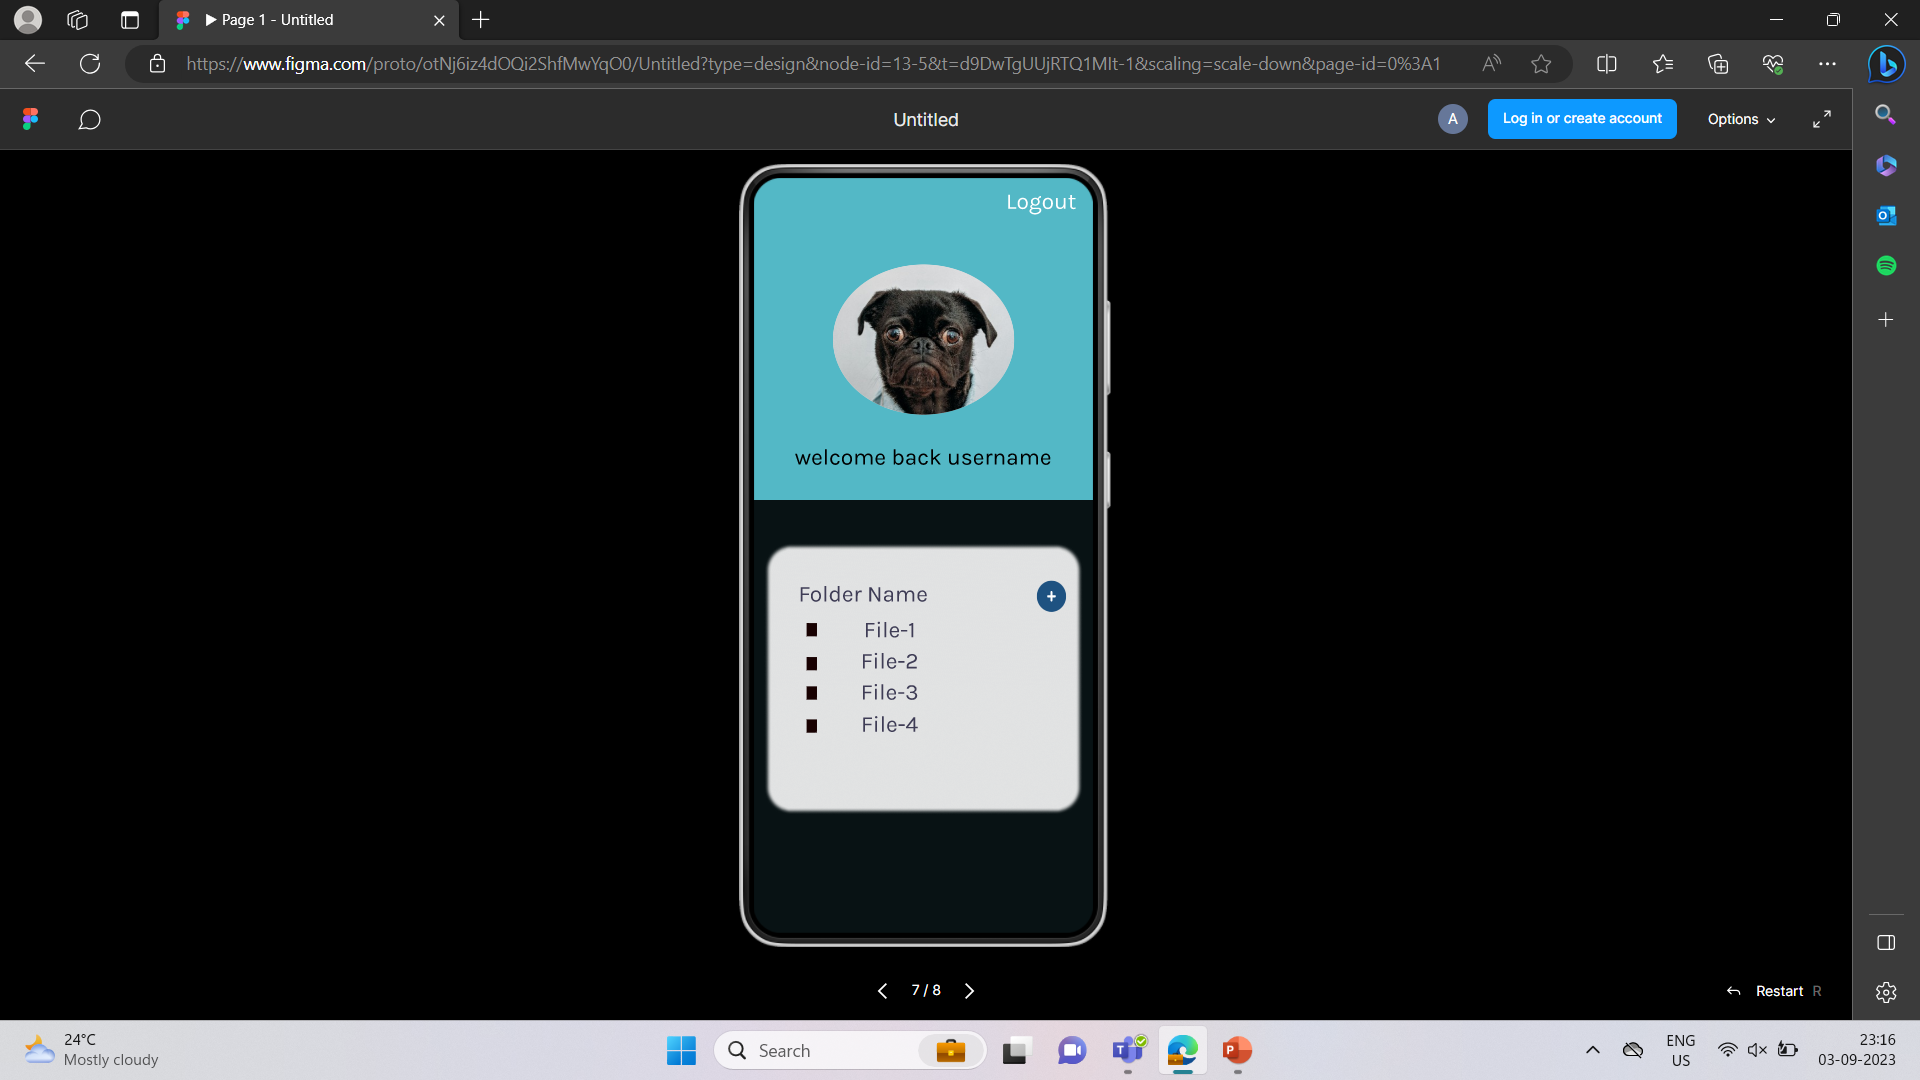 Page 1 - Untitled
https://www.figma.com/proto/otNj6iz4dOQi2ShfMwYqO0/Untitled?type=design&node-id=13-5&t=d9DwTgUUjRTQ1MIt-1&scaling=scale-down&page-id=0%3A1
Untitled
A
Log in or create account
Options
Logout
welcome back username
Folder Name
+
File-1
File-2
File-3
File-4
7 / 8
Restart R
24°C
Mostly cloudy
Search
ENG
US
23:16
03-09-2023